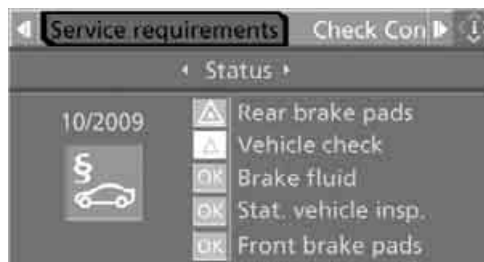 Service requirements Check Con
Status
10/2009
§
Rear brake pads
Vehicle check
OK Brake fluid
OK Stat. vehicle insp.
OK Front brake pads